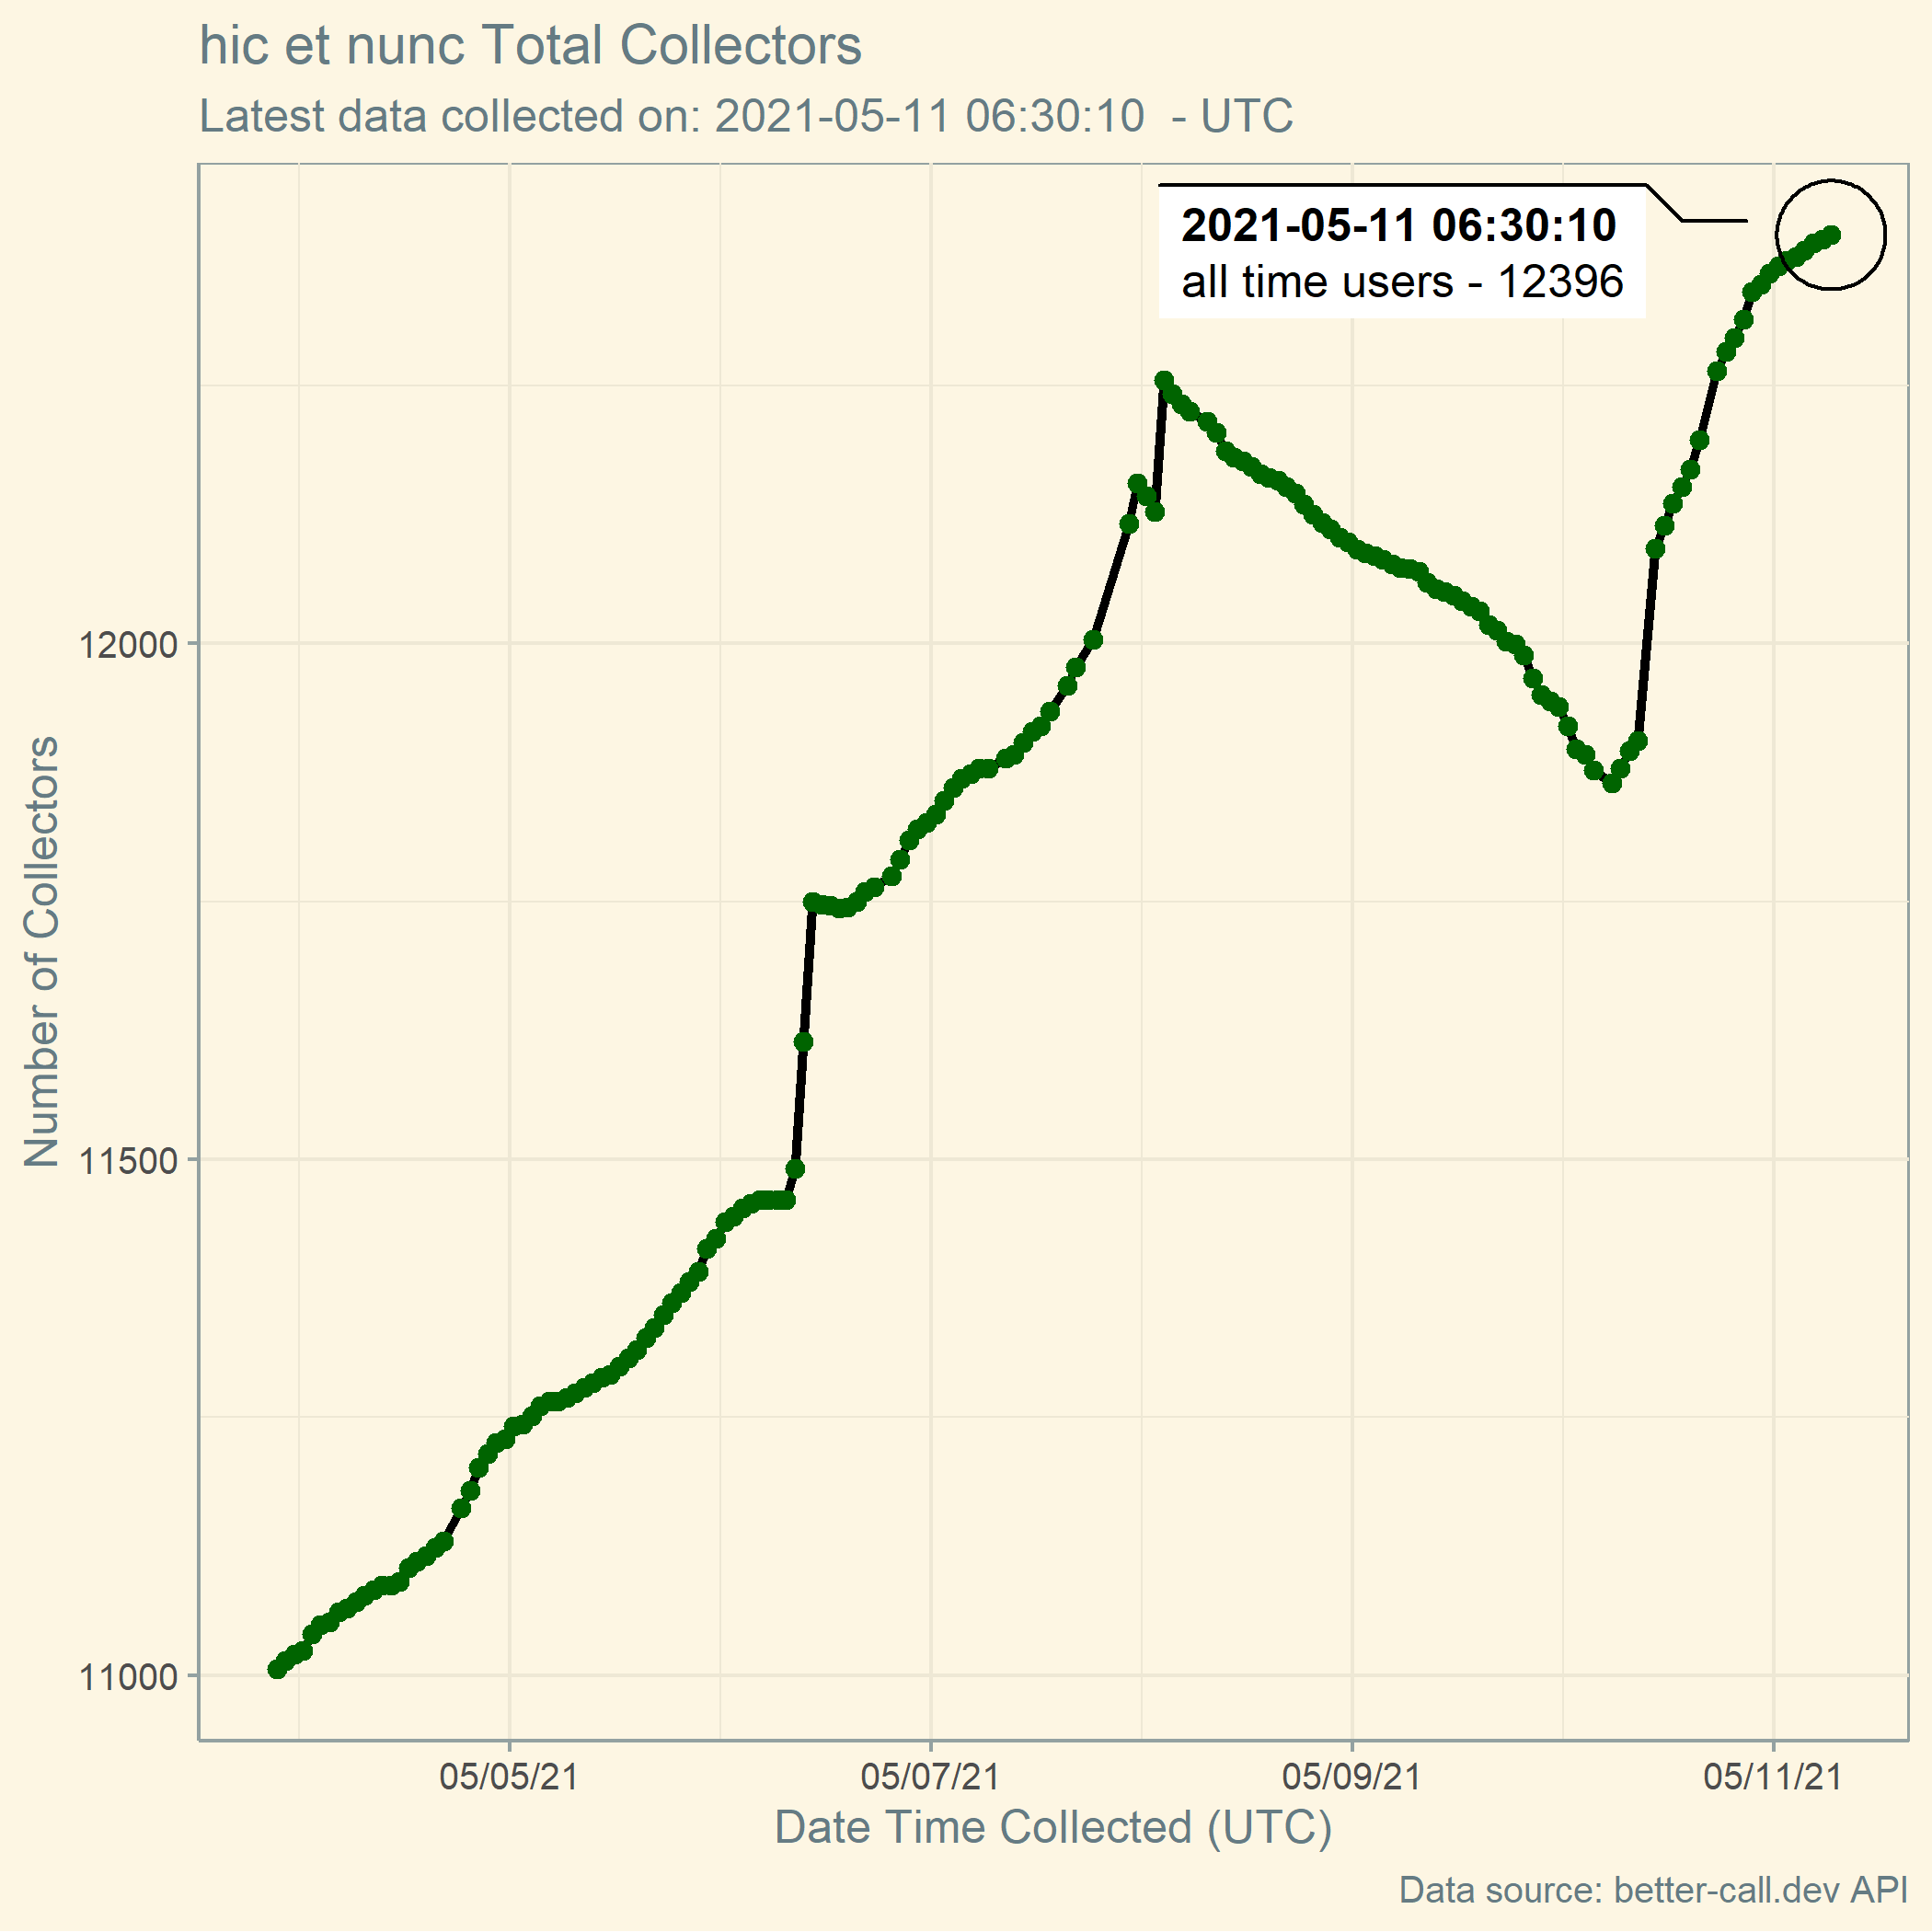 hic et nunc Total Collectors
Latest data collected on: 2021-05-11 06:30:10  - UTC
2021-05-11 06:30:10
all time users - 12396
Number of Collectors
12000
11500
11000
05/05/21
05/07/21
05/09/21
05/11/21
Date Time Collected (UTC)
Data source: better-call.dev API